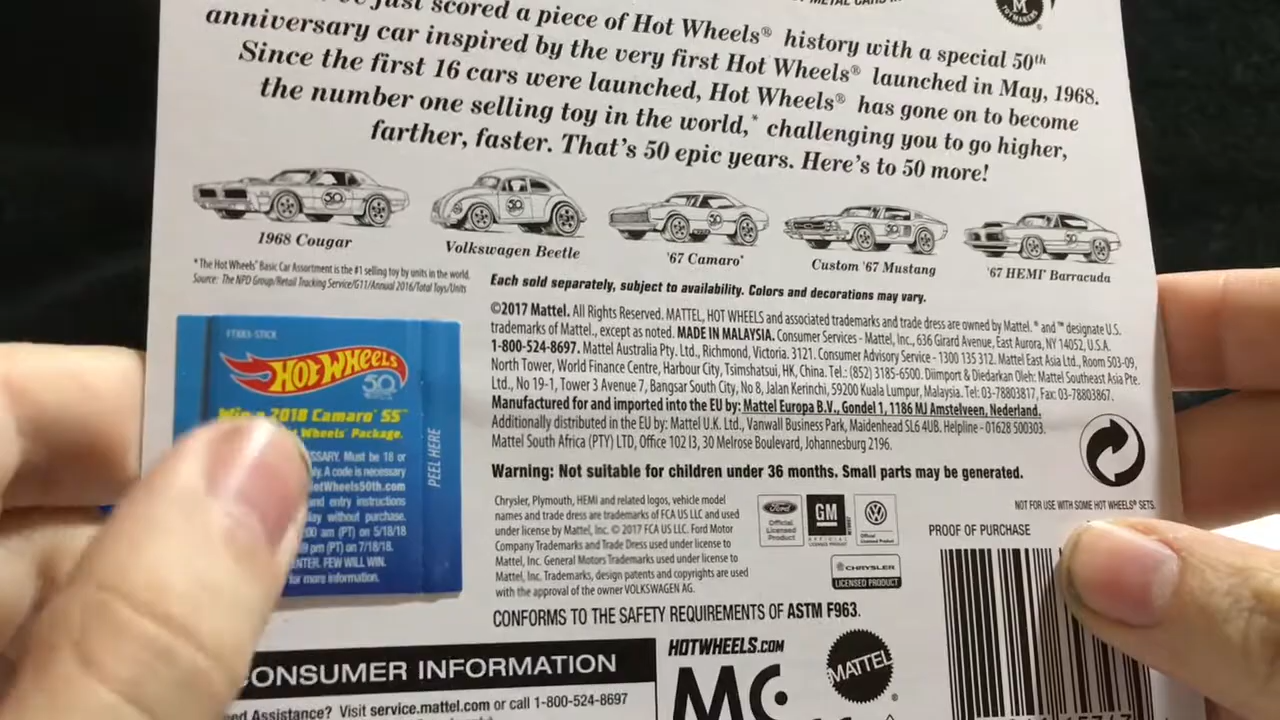 METAL CARS
just scored a piece of Hot Wheels® history with a special 50th
anniversary car inspired by the very first Hot Wheels® launched in May, 1968.
Since the first 16 cars were launched, Hot Wheels® has gone on to become
the number one selling toy in the world,* challenging you to go higher,
farther, faster. That's 50 epic years. Here's to 50 more!
1968 Cougar
Volkswagen Beetle
'67 Camaro®
Custom '67 Mustang
'67 HEMI® Barracuda
*The Hot Wheels® Basic Car Assortment is the #1 selling toy by units in the world.
Source: The NPD Group/Retail Tracking Service/G11/Annual 2016/Total Toys/Units
Each sold separately, subject to availability. Colors and decorations may vary.
©2017 Mattel. All Rights Reserved. MATTEL, HOT WHEELS and associated trademarks and trade dress are owned by Mattel. ® and ™ designate U.S.
trademarks of Mattel, except as noted. MADE IN MALAYSIA. Consumer Services - Mattel, Inc., 636 Girard Avenue, East Aurora, NY 14052, U.S.A.
1-800-524-8697. Mattel Australia Pty. Ltd., Richmond, Victoria. 3121. Consumer Advisory Service - 1300 135 312. Mattel East Asia Ltd., Room 503-09,
North Tower, World Finance Centre, Harbour City, Tsimshatsui, HK, China. Tel.: (852) 3185-6500. Diimport & Diedarkan Oleh: Mattel Southeast Asia Pte.
Ltd., No 19-1, Tower 3 Avenue 7, Bangsar South City, No 8, Jalan Kerinchi, 59200 Kuala Lumpur, Malaysia. Tel: 03-78803817, Fax: 03-78803867.
Manufactured for and imported into the EU by: Mattel Europa B.V., Gondel 1, 1186 MJ Amstelveen, Nederland.
Additionally distributed in the EU by: Mattel U.K. Ltd., Vanwall Business Park, Maidenhead SL6 4UB. Helpline - 01628 500303.
Mattel South Africa (PTY) LTD, Office 102 I3, 30 Melrose Boulevard, Johannesburg 2196.
HOT WHEELS
50
Win a 2018 Camaro® SS™
Wheels® Package.
PEEL HERE
Must be 18 or
A code is necessary
and entry instructions
without purchase.
am (PT) on 5/18/18
pm (PT) on 7/18/18.
FEW WILL WIN.
for more information.
Warning: Not suitable for children under 36 months. Small parts may be generated.
Chrysler, Plymouth, HEMI and related logos, vehicle model
names and trade dress are trademarks of FCA US LLC and used
under license by Mattel, Inc. © 2017 FCA US LLC. Ford Motor
Company Trademarks and Trade Dress used under license to
Mattel, Inc. General Motors Trademarks used under license to
Mattel, Inc. Trademarks, design patents and copyrights are used
with the approval of the owner VOLKSWAGEN AG.
Ford
Official Licensed Product
GM
CHRYSLER
LICENSED PRODUCT
NOT FOR USE WITH SOME HOT WHEELS® SETS.
PROOF OF PURCHASE
CONFORMS TO THE SAFETY REQUIREMENTS OF ASTM F963.
CONSUMER INFORMATION
Assistance? Visit service.mattel.com or call 1-800-524-8697
HOTWHEELS.COM
MATTEL